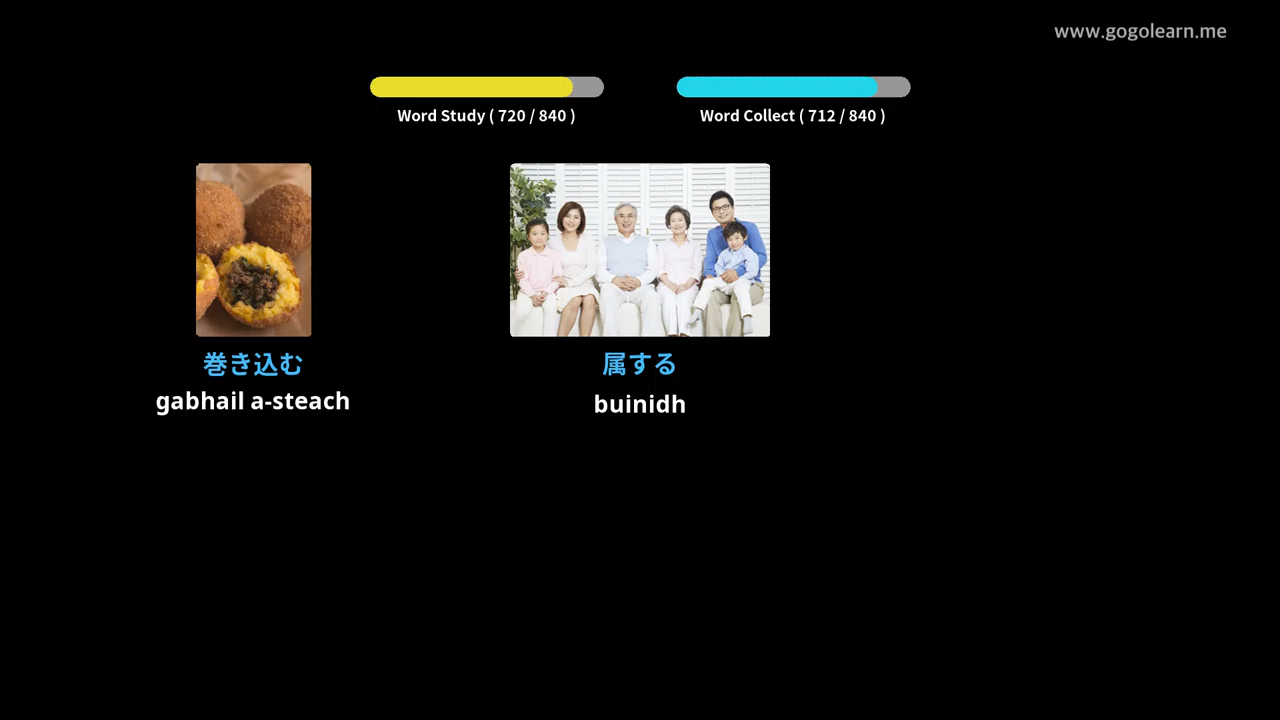 www.gogolearn.me
Word Study ( 720 / 840 )
Word Collect ( 712 / 840 )
巻き込む
gabhail a-steach
属する
buinidh